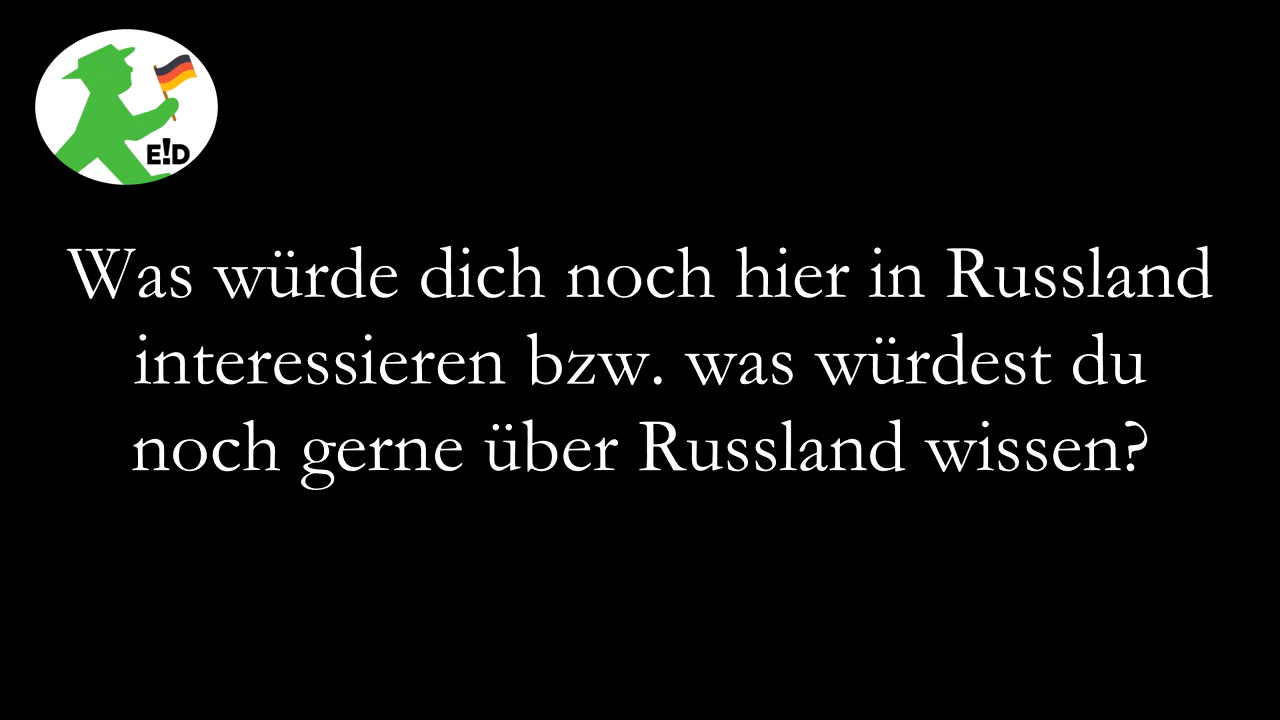 E!D
Was würde dich noch hier in Russland
interessieren bzw. was würdest du
noch gerne über Russland wissen?